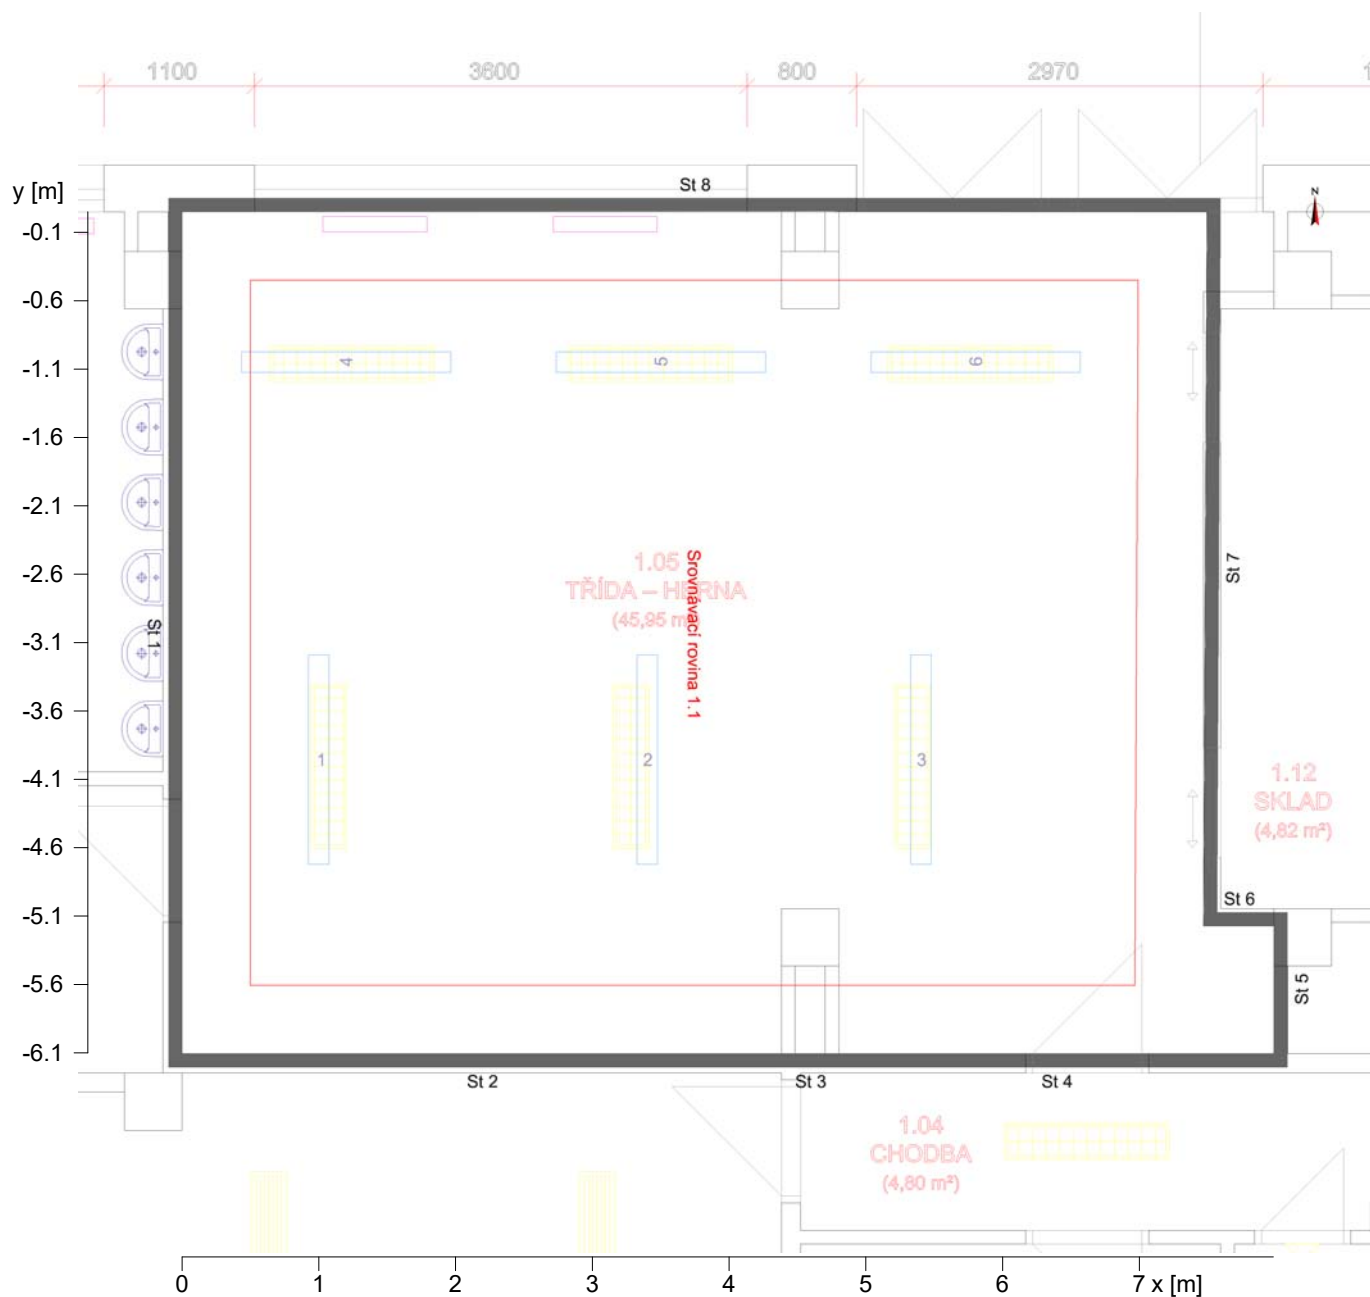 1100
3600
800
2970
1
y [m]
St 8
N
-0.1
-0.6
-1.1
4
5
6
-1.6
-2.1
-2.6
1.05
TŘÍDA – HERNA
(45,95 m²)
Srovnávací rovina 1.1
St 7
-3.1
St 1
-3.6
-4.1
1
2
3
1.12
SKLAD
(4,82 m²)
-4.6
-5.1
St 6
-5.6
St 5
-6.1
St 2
St 3
St 4
1.04
CHODBA
(4,80 m²)
0
1
2
3
4
5
6
7 x [m]